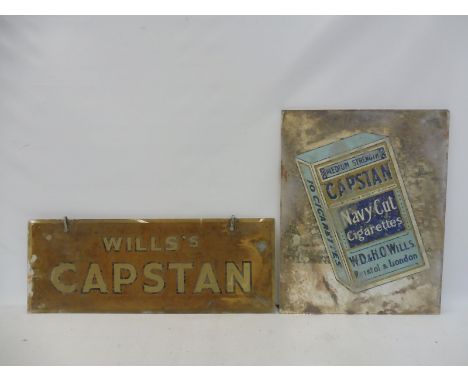 WILLS'S
CAPSTAN
MEDIUM STRENGTH
CAPSTAN
Navy Cut
Cigarettes
W.D.& H.O. WILLS
Bristol & London
10 CIGARETTES